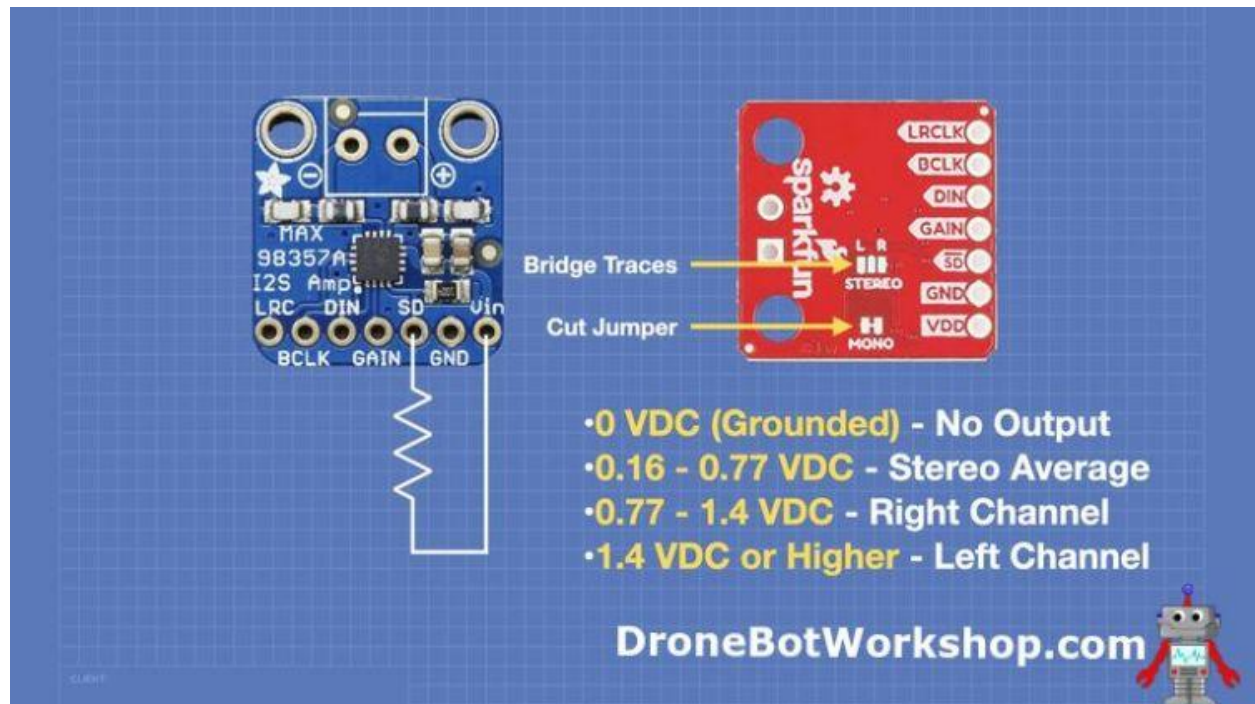 MAX
98357A
I2S Amp
LRC DIN SD Vin
BCLK GAIN GND
sparkfun
LRCLK
BCLK
DIN
GAIN
SD
GND
VDD
L R
STEREO
MONO
Bridge Traces
Cut Jumper
•0 VDC (Grounded) - No Output
•0.16 - 0.77 VDC - Stereo Average
•0.77 - 1.4 VDC - Right Channel
•1.4 VDC or Higher - Left Channel
DroneBotWorkshop.com